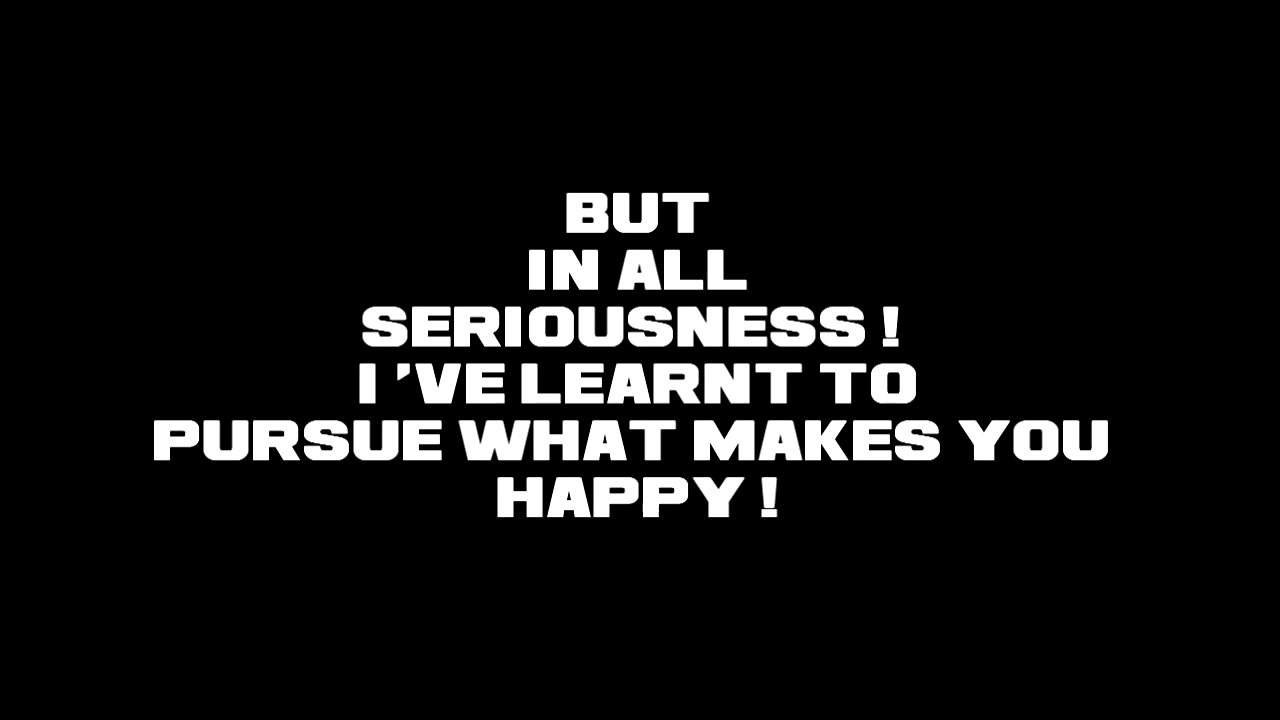 BUT
IN ALL
SERIOUSNESS !
I 'VE LEARNT TO
PURSUE WHAT MAKES YOU
HAPPY !